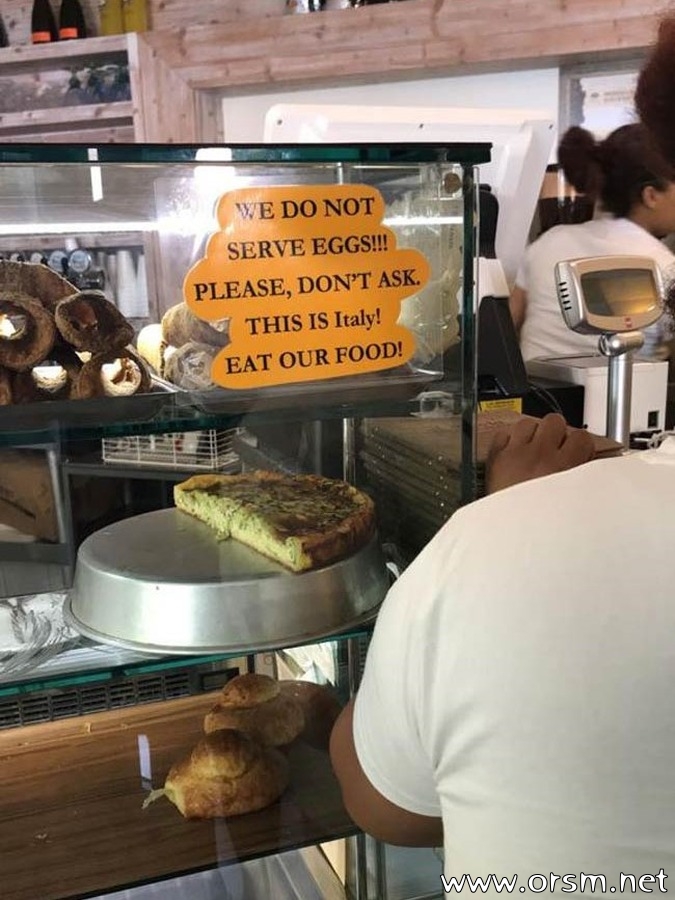 WE DO NOT
SERVE EGGS!!!
PLEASE, DON'T ASK.
THIS IS Italy!
EAT OUR FOOD!
www.orsm.net